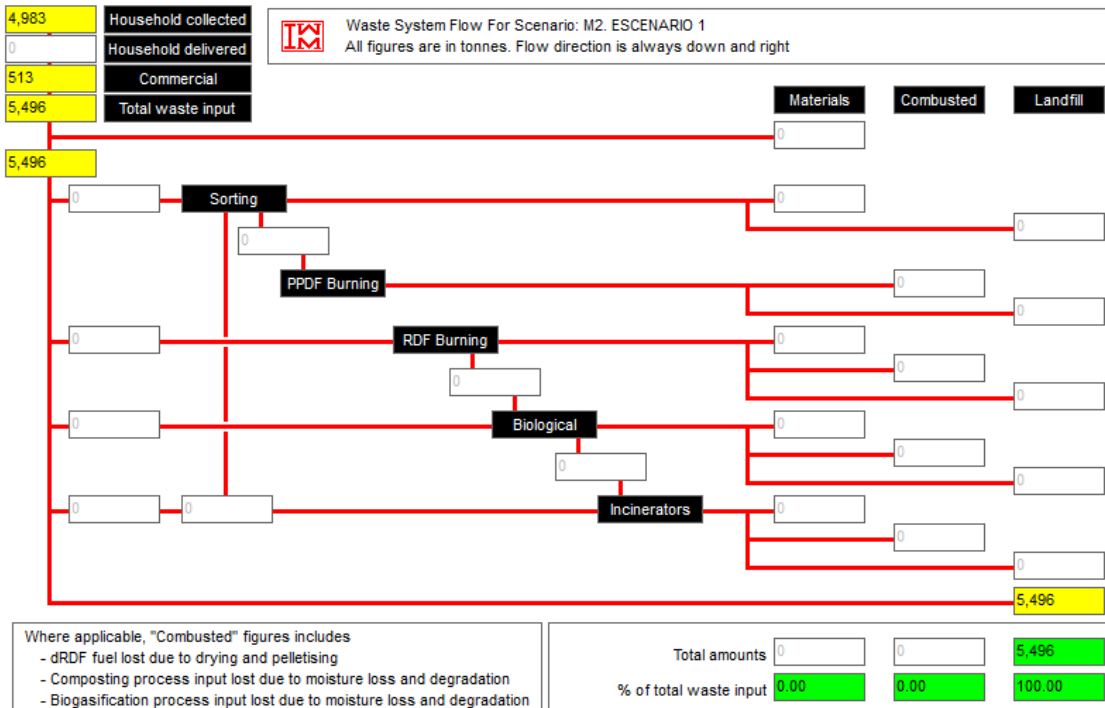 4,983 Household collected
0 Household delivered
513 Commercial
5,496 Total waste input
IWM
Waste System Flow For Scenario: M2. ESCENARIO 1
All figures are in tonnes. Flow direction is always down and right
Materials Combusted Landfill
0
5,496
0 Sorting 0
0
0
PPDF Burning 0
0
0 RDF Burning 0
0
0
0
0 Biological 0
0
0
0
0 0 Incinerators 0
0
0
5,496
Where applicable, "Combusted" figures includes
- dRDF fuel lost due to drying and pelletising
- Composting process input lost due to moisture loss and degradation
- Biogasification process input lost due to moisture loss and degradation
Total amounts 0 0 5,496
% of total waste input 0.00 0.00 100.00